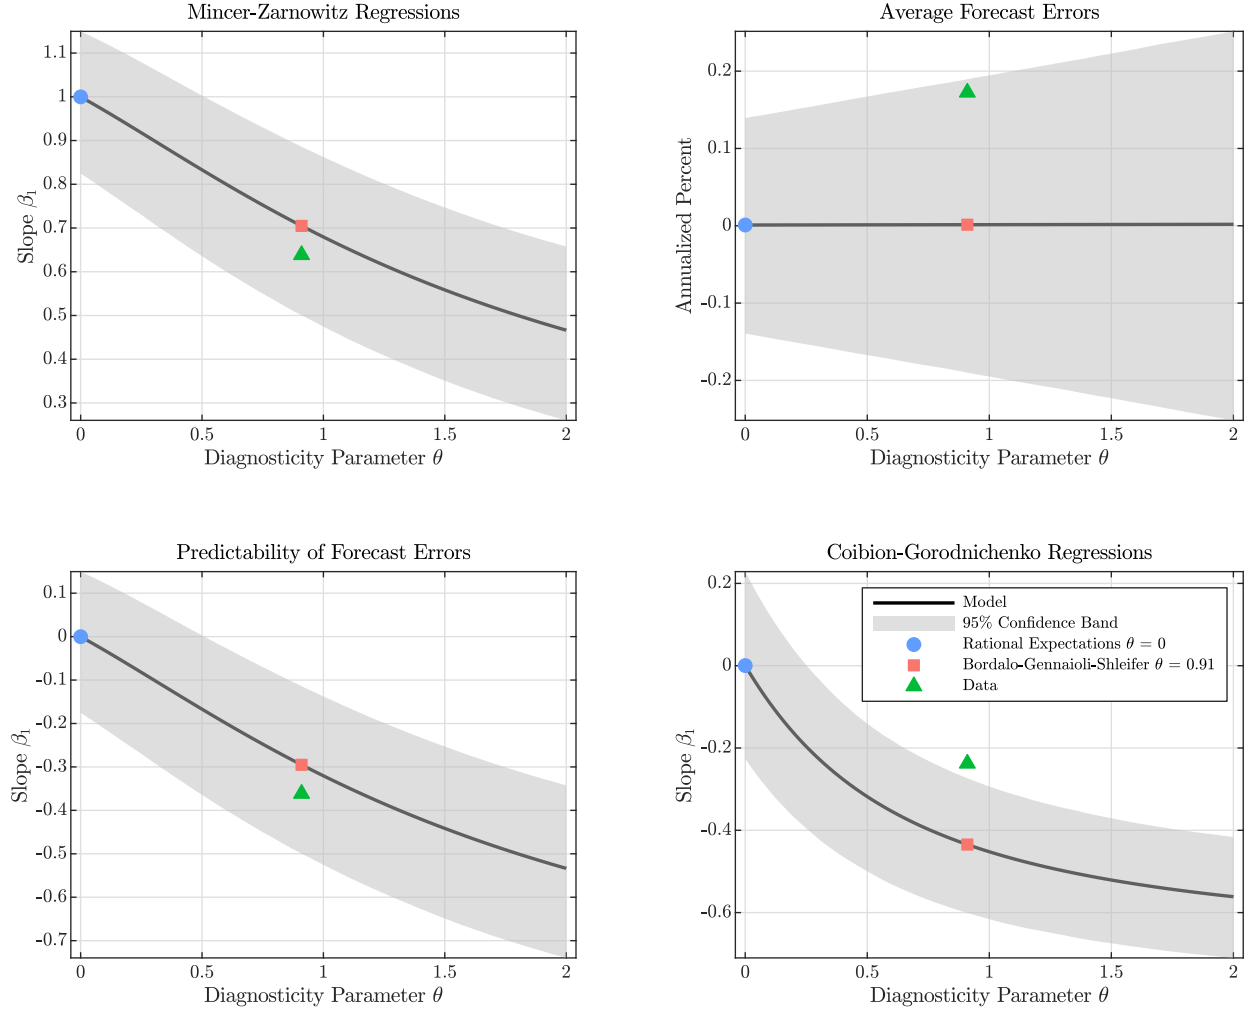 Mincer-Zarnowitz Regressions
1.1
1
0.9
0.8
0.7
0.6
0.5
0.4
0.3
Slope β₁
0 0.5 1 1.5 2
Diagnosticity Parameter θ
Average Forecast Errors
0.2
0.1
0
-0.1
-0.2
Annualized Percent
0 0.5 1 1.5 2
Diagnosticity Parameter θ
Predictability of Forecast Errors
0.1
0
-0.1
-0.2
-0.3
-0.4
-0.5
-0.6
-0.7
Slope β₁
0 0.5 1 1.5 2
Diagnosticity Parameter θ
Coibion-Gorodnichenko Regressions
0.2
0
-0.2
-0.4
-0.6
Slope β₁
Model
95% Confidence Band
Rational Expectations θ = 0
Bordalo-Gennaioli-Shleifer θ = 0.91
Data
0 0.5 1 1.5 2
Diagnosticity Parameter θ